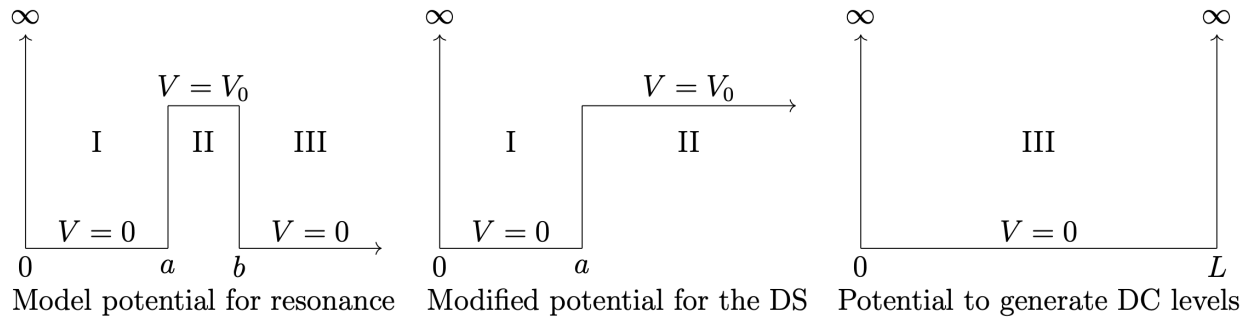 ∞ ∞ ∞ ∞
V = V₀ V = V₀
I II III I II III
V = 0 V = 0 V = 0 V = 0
0 a b 0 a 0 L
Model potential for resonance Modified potential for the DS Potential to generate DC levels